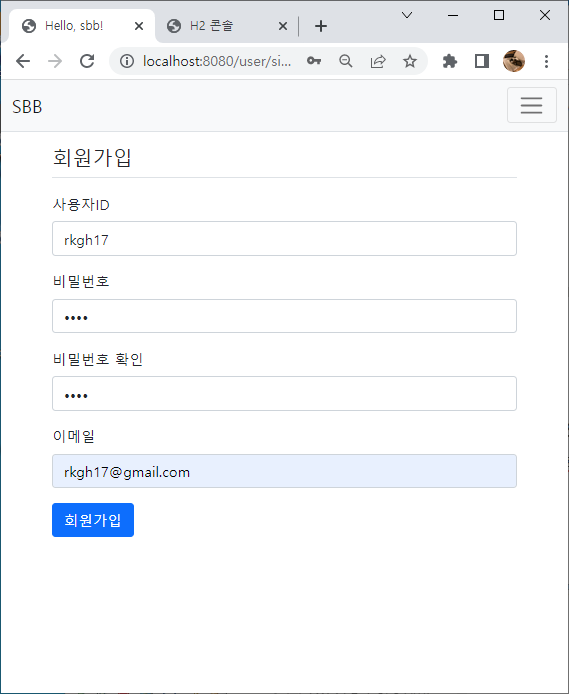 Hello, sbb!
H2 콘솔
localhost:8080/user/si...
SBB
회원가입
사용자ID
rkgh17
비밀번호
••••
비밀번호 확인
••••
이메일
rkgh17@gmail.com
회원가입